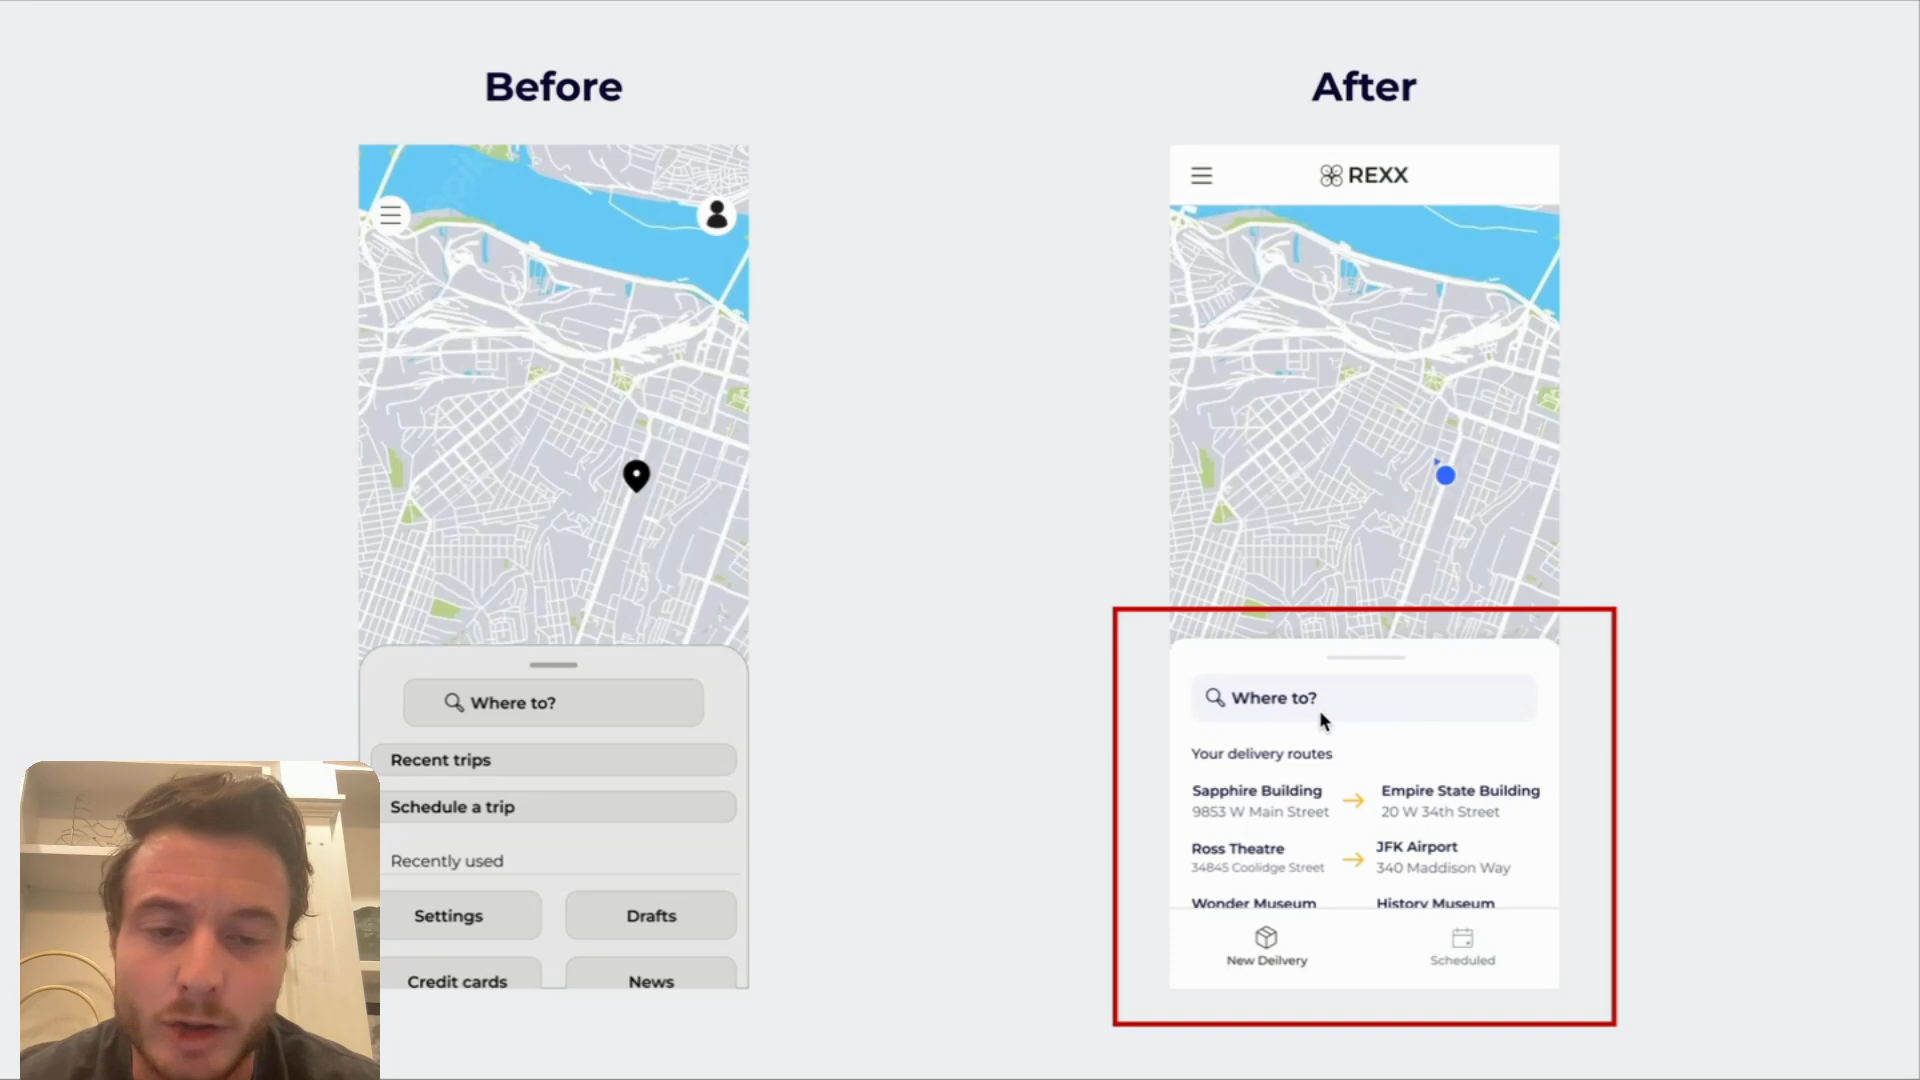 Before
After
REXX
Where to?
Recent trips
Schedule a trip
Recently used
Settings
Drafts
Credit cards
News
Where to?
Your delivery routes
Sapphire Building
Empire State Building
9853 W Main Street
20 W 34th Street
Ross Theatre
JFK Airport
34845 Coolidge Street
340 Maddison Way
Wonder Museum
History Museum
New Delivery
Scheduled